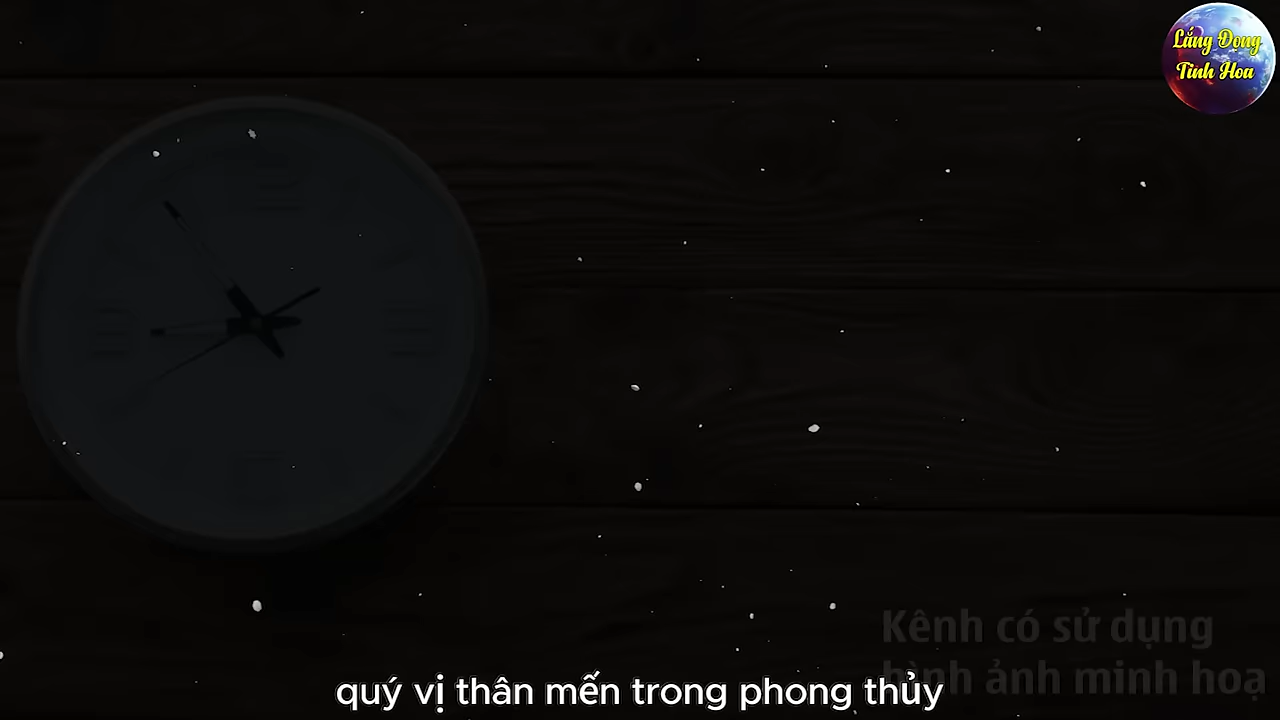 Lắng Đọng
Tinh Hoa
Kênh có sử dụng
hình ảnh minh hoạ
quý vị thân mến trong phong thủy